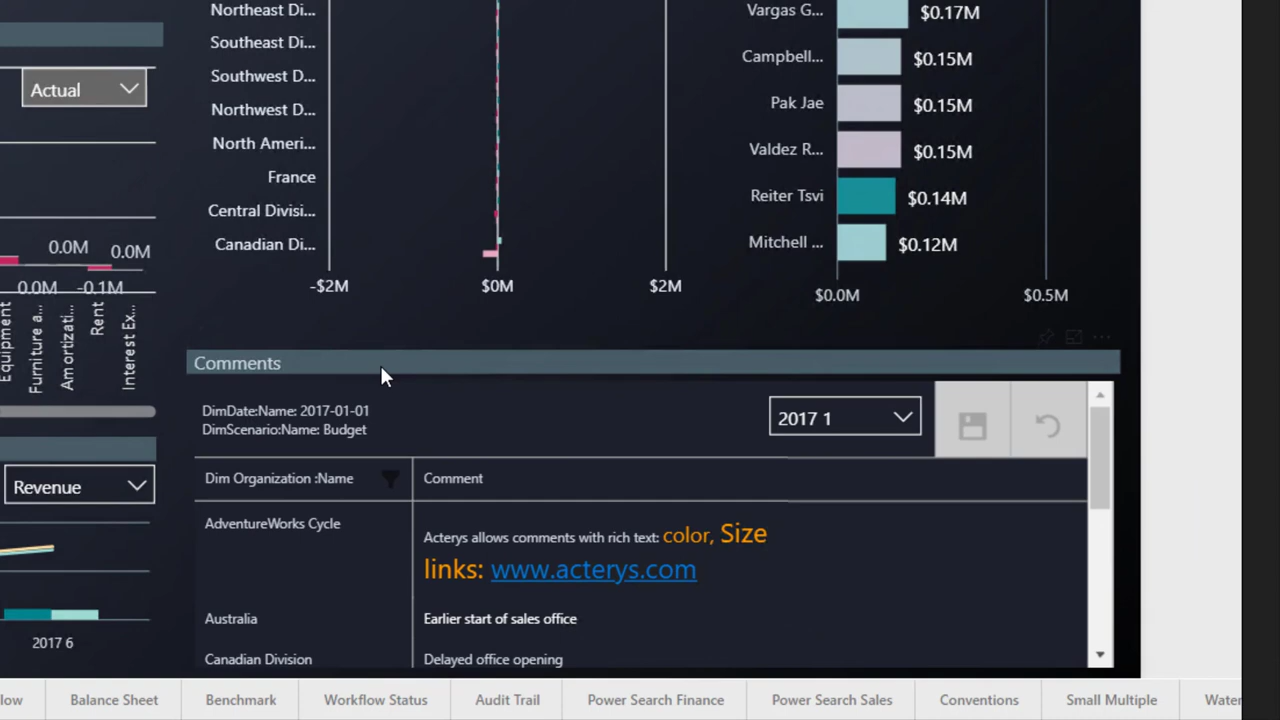 Actual
0.0M
0.0M
0.0M
-0.1M
Equipment
Furniture a...
Amortizati...
Rent
Interest Ex...
Revenue
2017 6
Northeast Di...
Southeast Di...
Southwest D...
Northwest D...
North Ameri...
France
Central Divisi...
Canadian Di...
-$2M
$0M
$2M
Vargas G...
$0.17M
Campbell...
$0.15M
Pak Jae
$0.15M
Valdez R...
$0.15M
Reiter Tsvi
$0.14M
Mitchell ...
$0.12M
$0.0M
$0.5M
Comments
DimDate:Name: 2017-01-01
DimScenario:Name: Budget
2017 1
Dim Organization :Name
Comment
AdventureWorks Cycle
Acterys allows comments with rich text: color, Size
links: www.acterys.com
Australia
Earlier start of sales office
Canadian Division
Delayed office opening
low
Balance Sheet
Benchmark
Workflow Status
Audit Trail
Power Search Finance
Power Search Sales
Conventions
Small Multiple
Water